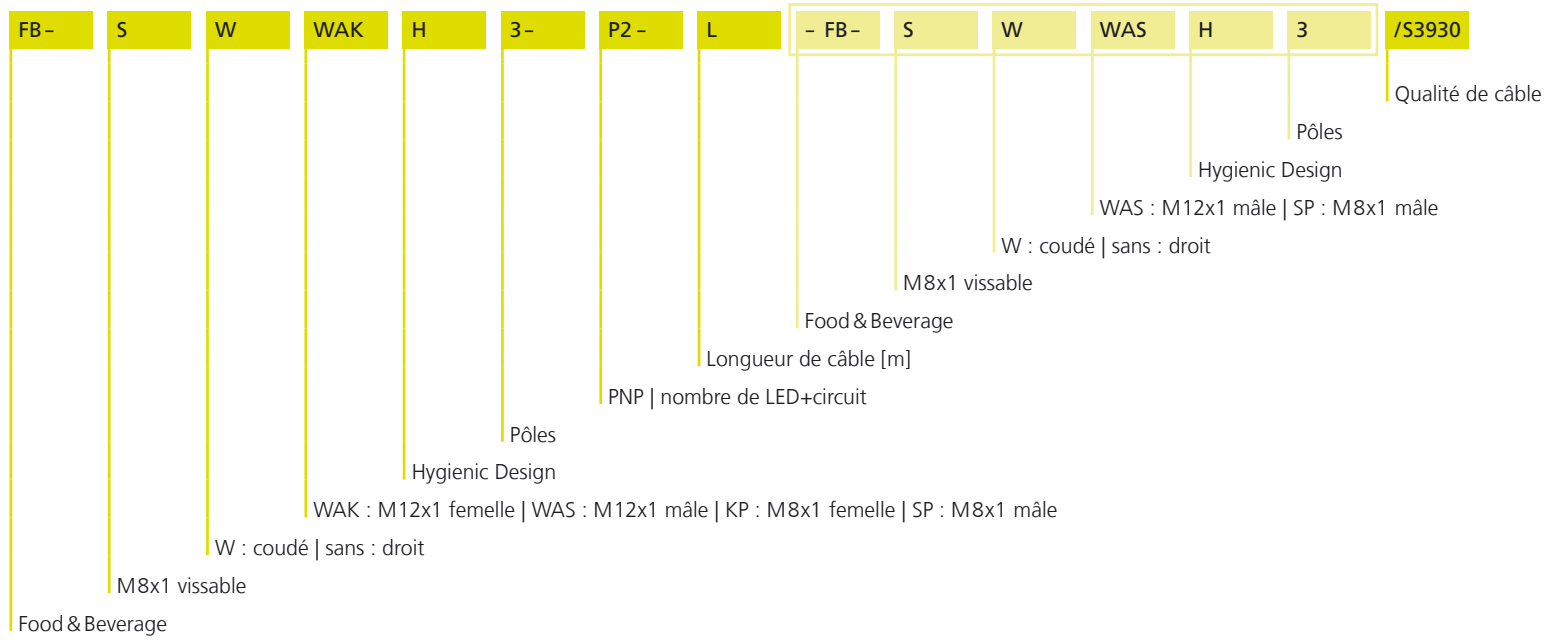 FB – S W WAK H 3 – P2 – L – FB – S W WAS H 3 /S3930
Qualité de câble
Pôles
Hygienic Design
WAS : M12x1 mâle | SP : M8x1 mâle
W : coudé | sans : droit
M8x1 vissable
Food & Beverage
Longueur de câble [m]
PNP | nombre de LED+circuit
Pôles
Hygienic Design
WAK : M12x1 femelle | WAS : M12x1 mâle | KP : M8x1 femelle | SP : M8x1 mâle
W : coudé | sans : droit
M8x1 vissable
Food & Beverage